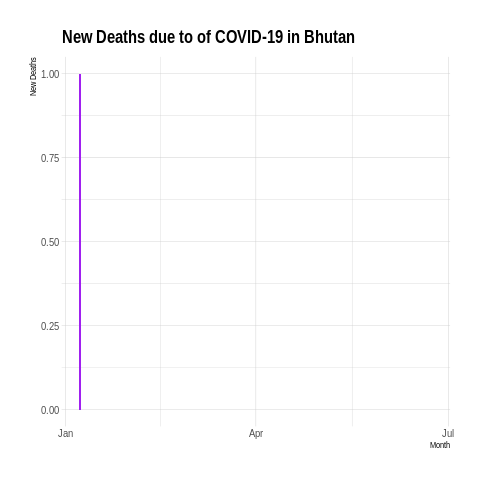 New Deaths due to of COVID-19 in Bhutan
New Deaths
1.00
0.75
0.50
0.25
0.00
Jan Apr Jul
Month